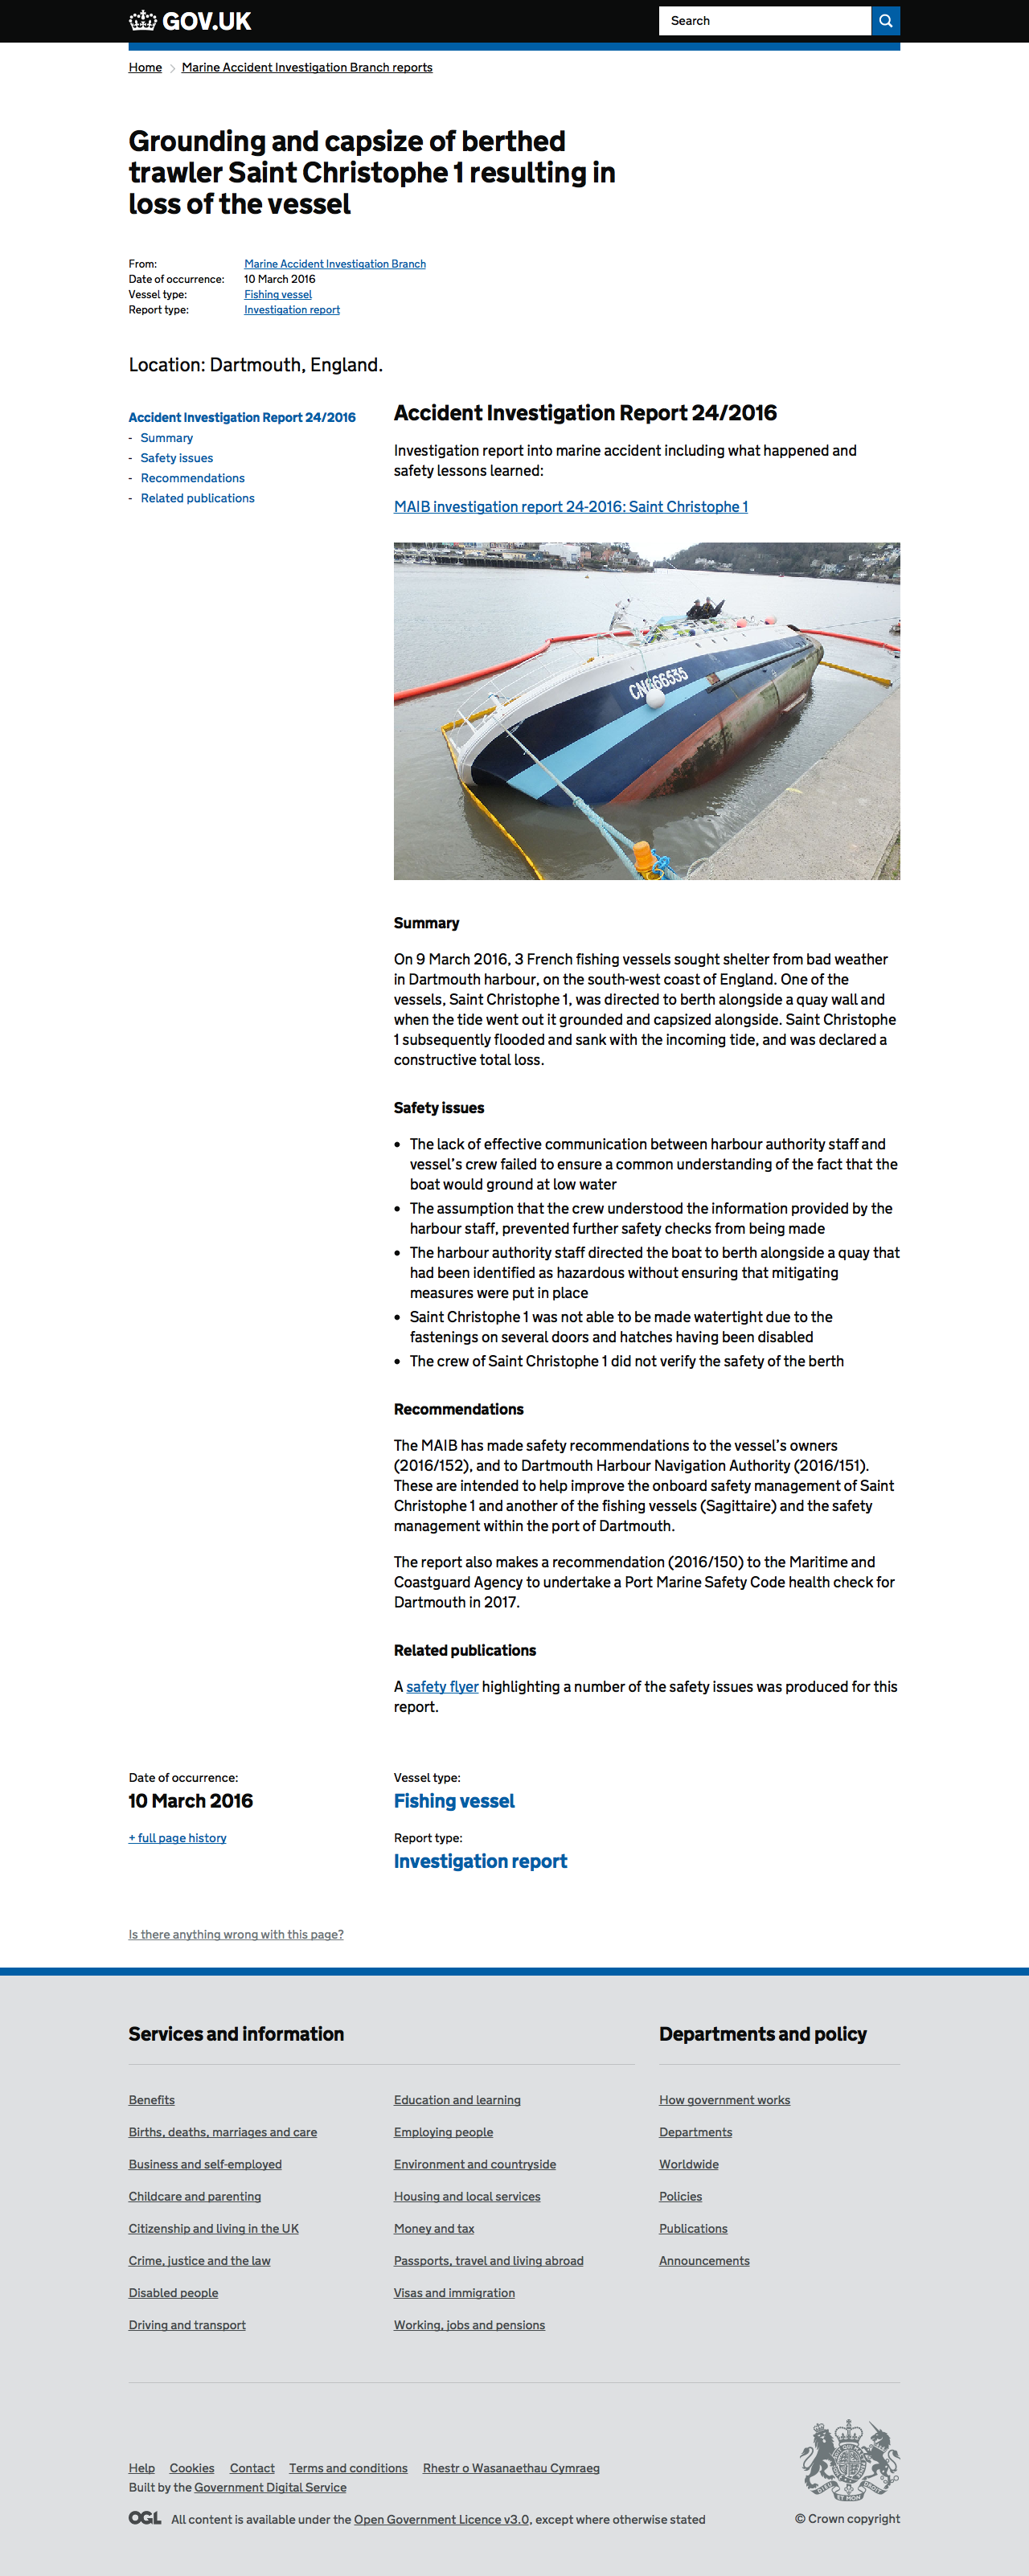 GOV.UK
Search
Home
Marine Accident Investigation Branch reports
Grounding and capsize of berthed
trawler Saint Christophe 1 resulting in
loss of the vessel
From: Marine Accident Investigation Branch
Date of occurrence: 10 March 2016
Vessel type: Fishing vessel
Report type: Investigation report
Location: Dartmouth, England.
Accident Investigation Report 24/2016
- Summary
- Safety issues
- Recommendations
- Related publications
Accident Investigation Report 24/2016
Investigation report into marine accident including what happened and
safety lessons learned:
MAIB investigation report 24-2016: Saint Christophe 1
CN666535
Summary
On 9 March 2016, 3 French fishing vessels sought shelter from bad weather
in Dartmouth harbour, on the south-west coast of England. One of the
vessels, Saint Christophe 1, was directed to berth alongside a quay wall and
when the tide went out it grounded and capsized alongside. Saint Christophe
1 subsequently flooded and sank with the incoming tide, and was declared a
constructive total loss.
Safety issues
• The lack of effective communication between harbour authority staff and
vessel’s crew failed to ensure a common understanding of the fact that the
boat would ground at low water
• The assumption that the crew understood the information provided by the
harbour staff, prevented further safety checks from being made
• The harbour authority staff directed the boat to berth alongside a quay that
had been identified as hazardous without ensuring that mitigating
measures were put in place
• Saint Christophe 1 was not able to be made watertight due to the
fastenings on several doors and hatches having been disabled
• The crew of Saint Christophe 1 did not verify the safety of the berth
Recommendations
The MAIB has made safety recommendations to the vessel’s owners
(2016/152), and to Dartmouth Harbour Navigation Authority (2016/151).
These are intended to help improve the onboard safety management of Saint
Christophe 1 and another of the fishing vessels (Sagittaire) and the safety
management within the port of Dartmouth.
The report also makes a recommendation (2016/150) to the Maritime and
Coastguard Agency to undertake a Port Marine Safety Code health check for
Dartmouth in 2017.
Related publications
A safety flyer highlighting a number of the safety issues was produced for this
report.
Date of occurrence:
10 March 2016
+ full page history
Vessel type:
Fishing vessel
Report type:
Investigation report
Is there anything wrong with this page?
Services and information
Benefits
Births, deaths, marriages and care
Business and self-employed
Childcare and parenting
Citizenship and living in the UK
Crime, justice and the law
Disabled people
Driving and transport
Education and learning
Employing people
Environment and countryside
Housing and local services
Money and tax
Passports, travel and living abroad
Visas and immigration
Working, jobs and pensions
Departments and policy
How government works
Departments
Worldwide
Policies
Publications
Announcements
Help Cookies Contact Terms and conditions Rhestr o Wasanaethau Cymraeg
Built by the Government Digital Service
OGL All content is available under the Open Government Licence v3.0, except where otherwise stated
© Crown copyright